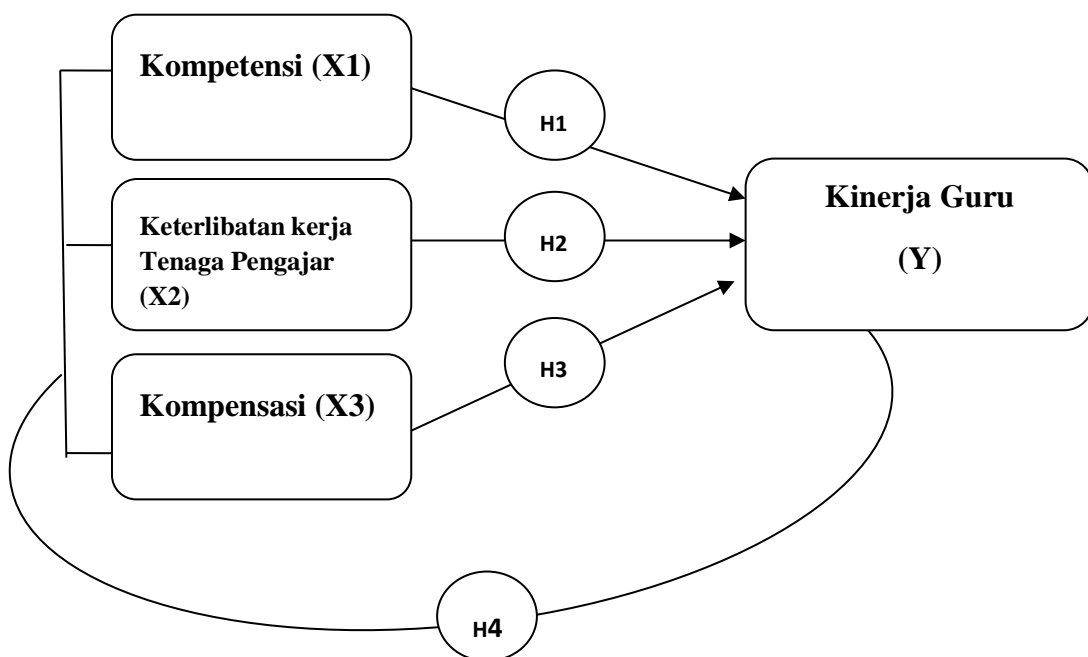 Kompetensi (X1)
H1
Keterlibatan kerja
Tenaga Pengajar
(X2)
H2
Kinerja Guru
(Y)
Kompensasi (X3)
H3
H4